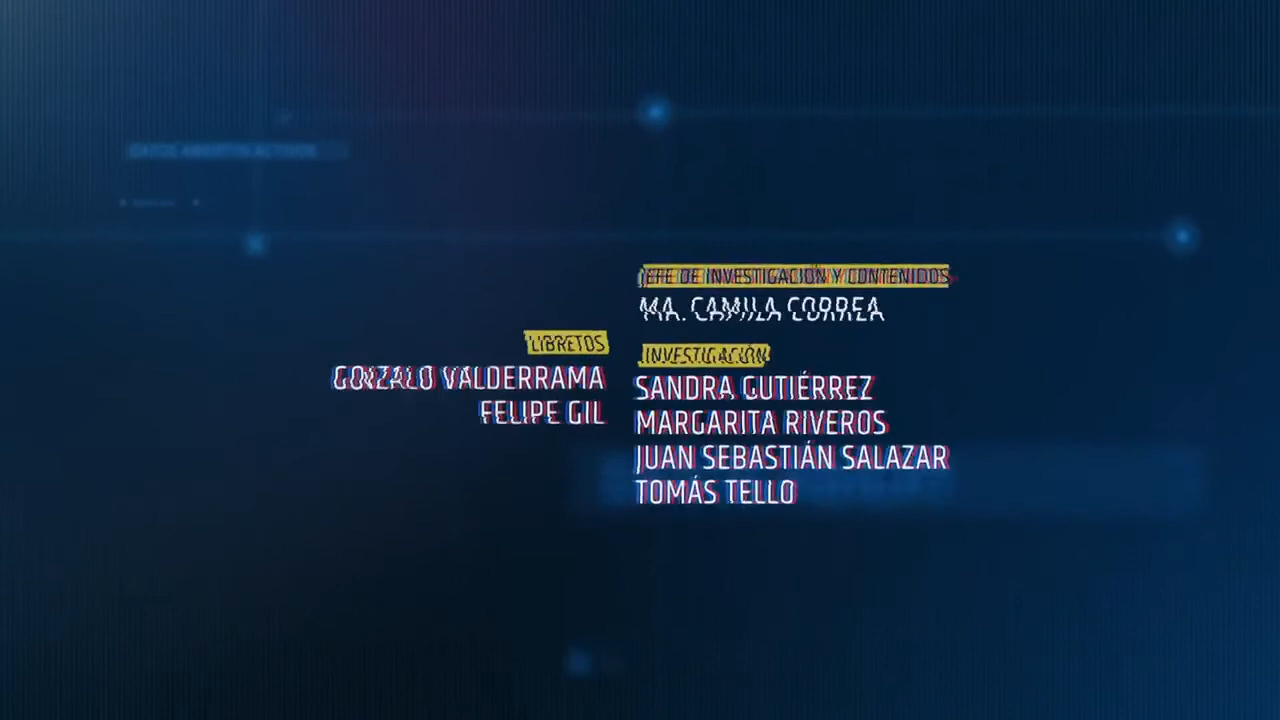 JEFE DE INVESTIGACIÓN Y CONTENIDOS
MA. CAMILA CORREA
LIBRETOS
GONZALO VALDERRAMA
FELIPE GIL
INVESTIGACIÓN
SANDRA GUTIÉRREZ
MARGARITA RIVEROS
JUAN SEBASTIÁN SALAZAR
TOMÁS TELLO